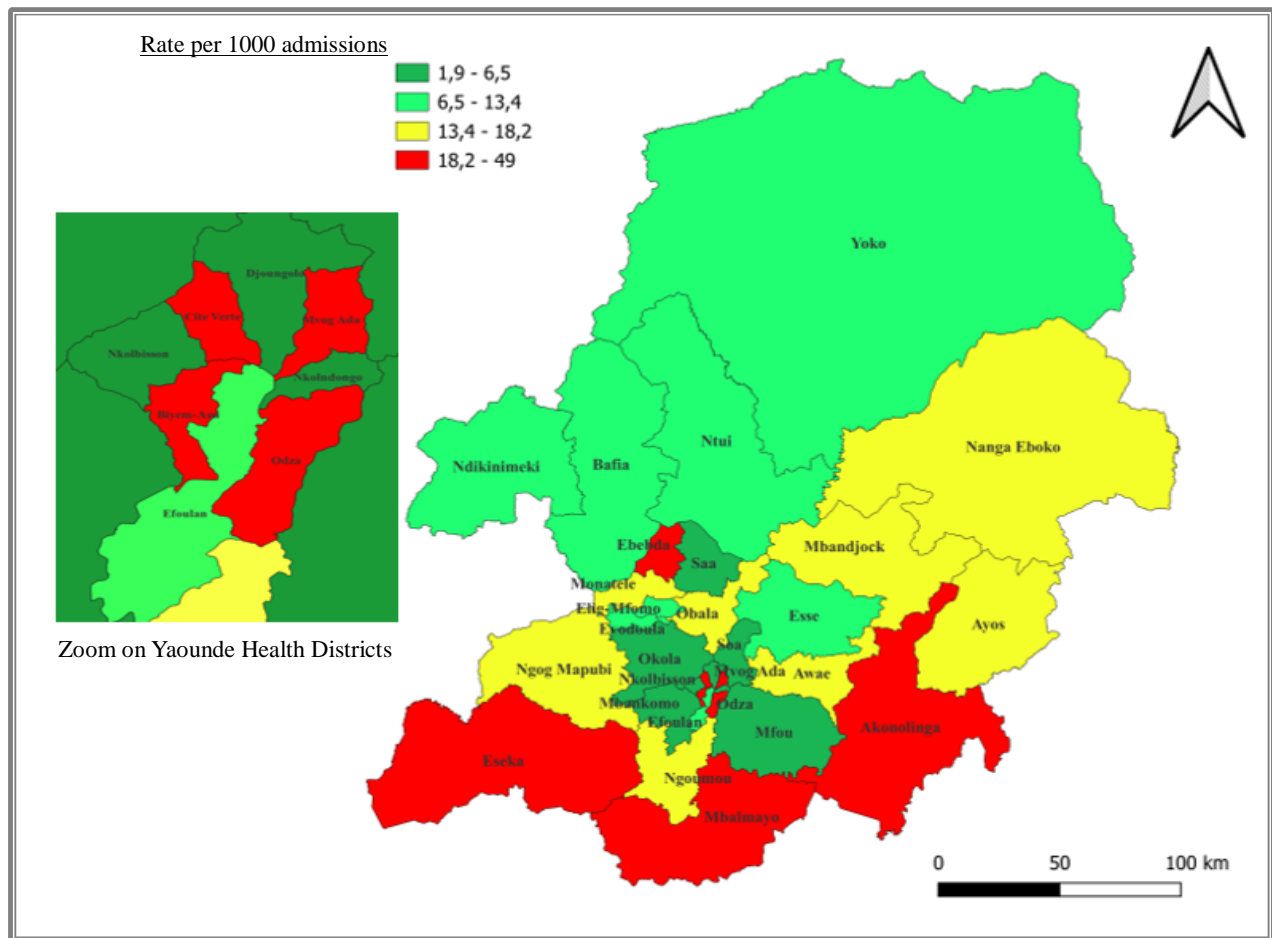 Rate per 1000 admissions
1,9 - 6,5
6,5 - 13,4
13,4 - 18,2
18,2 - 49
Djoungolo
Cite Verte
Mvog Ada
Nkolbisson
Nkolndongo
Biyem-Assi
Odza
Efoulan
Zoom on Yaounde Health Districts
Yoko
Nanga Eboko
Ntui
Bafia
Ndikinimeki
Mbandjock
Ebebda
Saa
Monatele
Elig-Mfomo
Obala
Esse
Ayos
Evodoula
Soa
Okola
Ngog Mapubi
Nkolbisson
Mvog Ada
Awae
Mbankomo
Odza
Efoulan
Mfou
Akonolinga
Eseka
Ngoumou
Mbalmayo
0 50 100 km